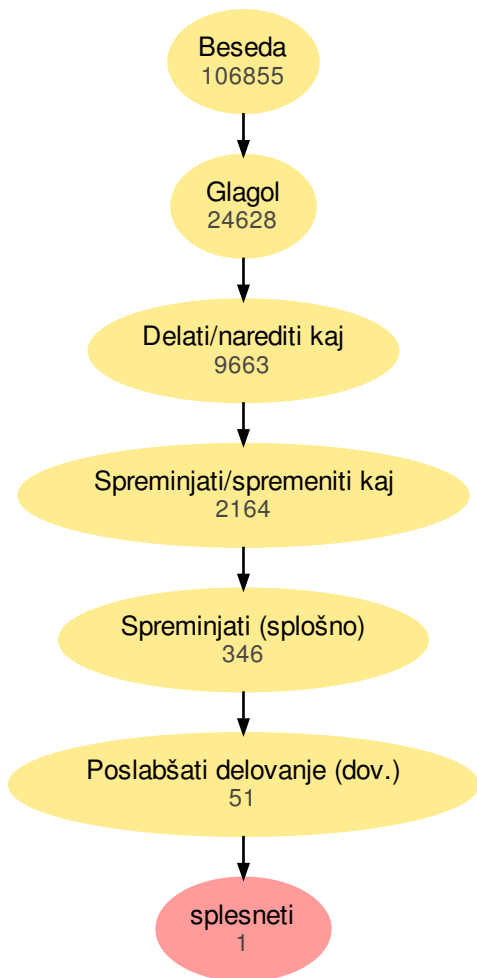 Beseda
106855
Glagol
24628
Delati/narediti kaj
9663
Spreminjati/spremeniti kaj
2164
Spreminjati (splošno)
346
Poslabšati delovanje (dov.)
51
splesneti
1